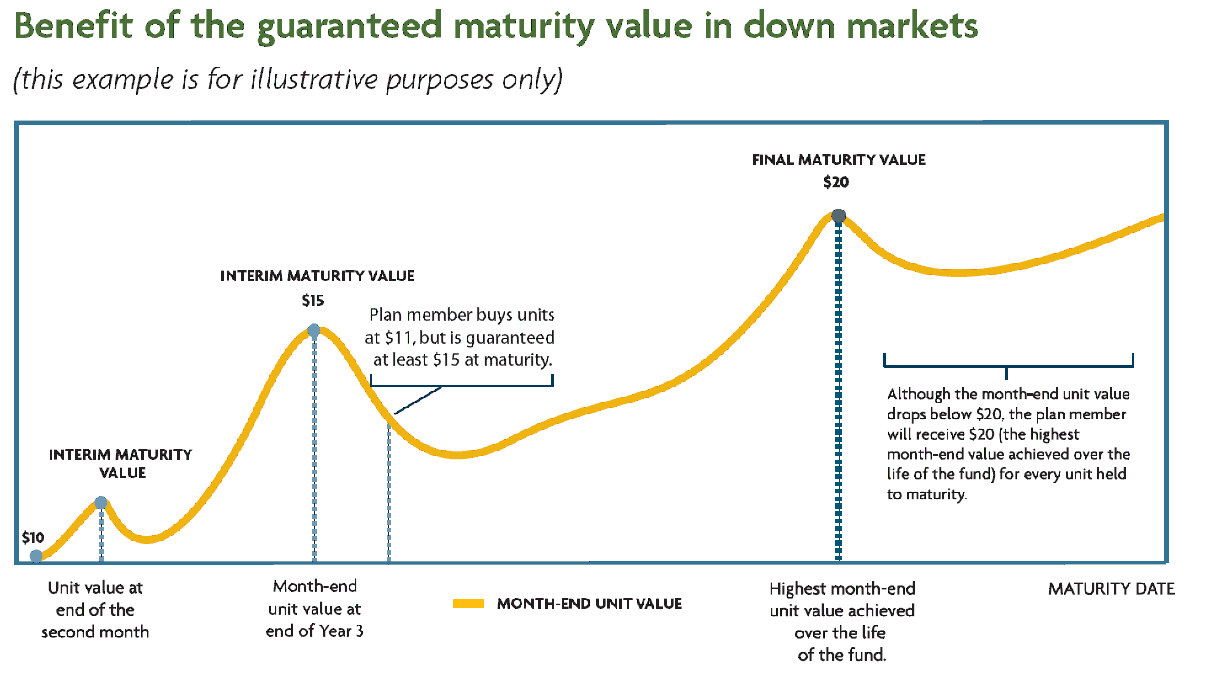 Benefit of the guaranteed maturity value in down markets
(this example is for illustrative purposes only)
FINAL MATURITY VALUE
$20
INTERIM MATURITY VALUE
$15
Plan member buys units
at $11, but is guaranteed
at least $15 at maturity.
Although the month-end unit value
drops below $20, the plan member
will receive $20 (the highest
month-end value achieved over the
life of the fund) for every unit held
to maturity.
INTERIM MATURITY
VALUE
$10
Unit value at
end of the
second month
Month-end
unit value at
end of Year 3
MONTH-END UNIT VALUE
Highest month-end
unit value achieved
over the life
of the fund.
MATURITY DATE